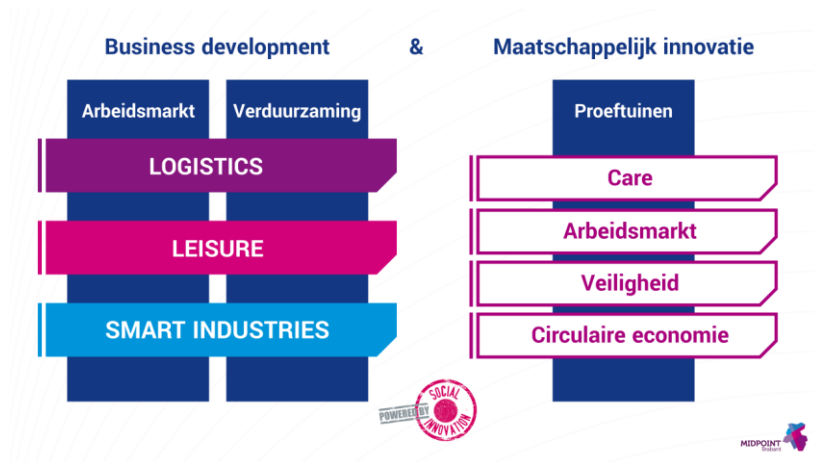 Business development & Maatschappelijk innovatie
Arbeidsmarkt Verduurzaming
LOGISTICS
LEISURE
SMART INDUSTRIES
Proeftuinen
Care
Arbeidsmarkt
Veiligheid
Circulaire economie
POWERED BY
SOCIAL
INNOVATION
MIDPOINT
Brabant